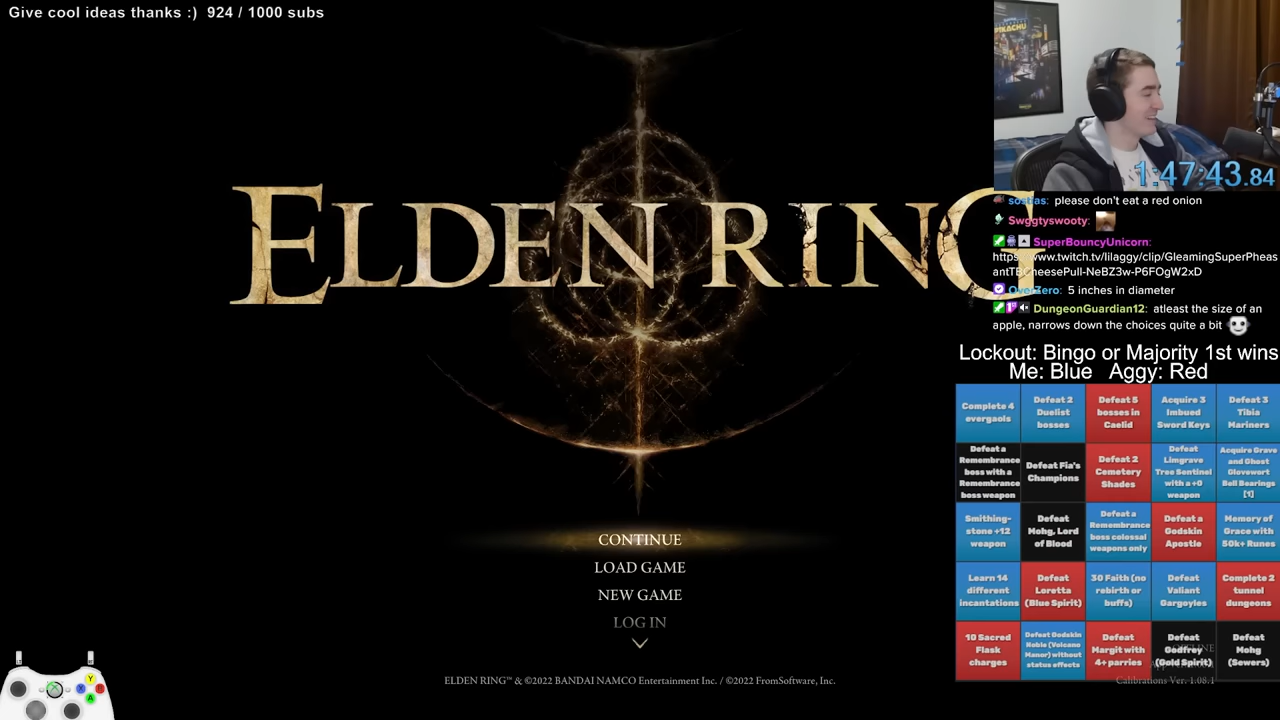 Give cool ideas thanks :)  924 / 1000 subs
PIKACHU
1:47:43.84
ELDEN RING
sostras: please don't eat a red onion
Swggtyswooty:
SuperBouncyUnicorn:
https://www.twitch.tv/lilaggy/clip/GleamingSuperPheas
antTBCheesePull-NeBZ3w-P6FOgW2xD
OverZero: 5 inches in diameter
DungeonGuardian12: atleast the size of an
apple, narrows down the choices quite a bit
Lockout: Bingo or Majority 1st wins
Me: Blue   Aggy: Red
Complete 4
evergaols
Defeat 2
Duelist
bosses
Defeat 5
bosses in
Caelid
Acquire 3
Imbued
Sword Keys
Defeat 3
Tibia
Mariners
Defeat a
Remembrance
boss with a
Remembrance
boss weapon
Defeat Fia's
Champions
Defeat 2
Cemetery
Shades
Defeat
Limgrave
Tree Sentinel
with a +0
weapon
Acquire Grave
and Ghost
Glovewort
Bell Bearings
[1]
Smithing-
stone +12
weapon
Defeat
Mohg, Lord
of Blood
Defeat a
Remembrance
boss colossal
weapons only
Defeat a
Godskin
Apostle
Memory of
Grace with
50k+ Runes
Learn 14
different
incantations
Defeat
Loretta
(Blue Spirit)
30 Faith (no
rebirth or
buffs)
Defeat
Valiant
Gargoyles
Complete 2
tunnel
dungeons
10 Sacred
Flask
charges
Defeat Godskin
Noble (Volcano
Manor) without
status effects
Defeat
Margit with
4+ parries
Defeat
Godfrey
(Gold Spirit)
Defeat
Mohg
(Sewers)
CONTINUE
LOAD GAME
NEW GAME
LOG IN
ELDEN RING™ & ©2022 BANDAI NAMCO Entertainment Inc. / ©2022 FromSoftware, Inc.
Calibrations Ver. 1.08.1
Y
X
B
A